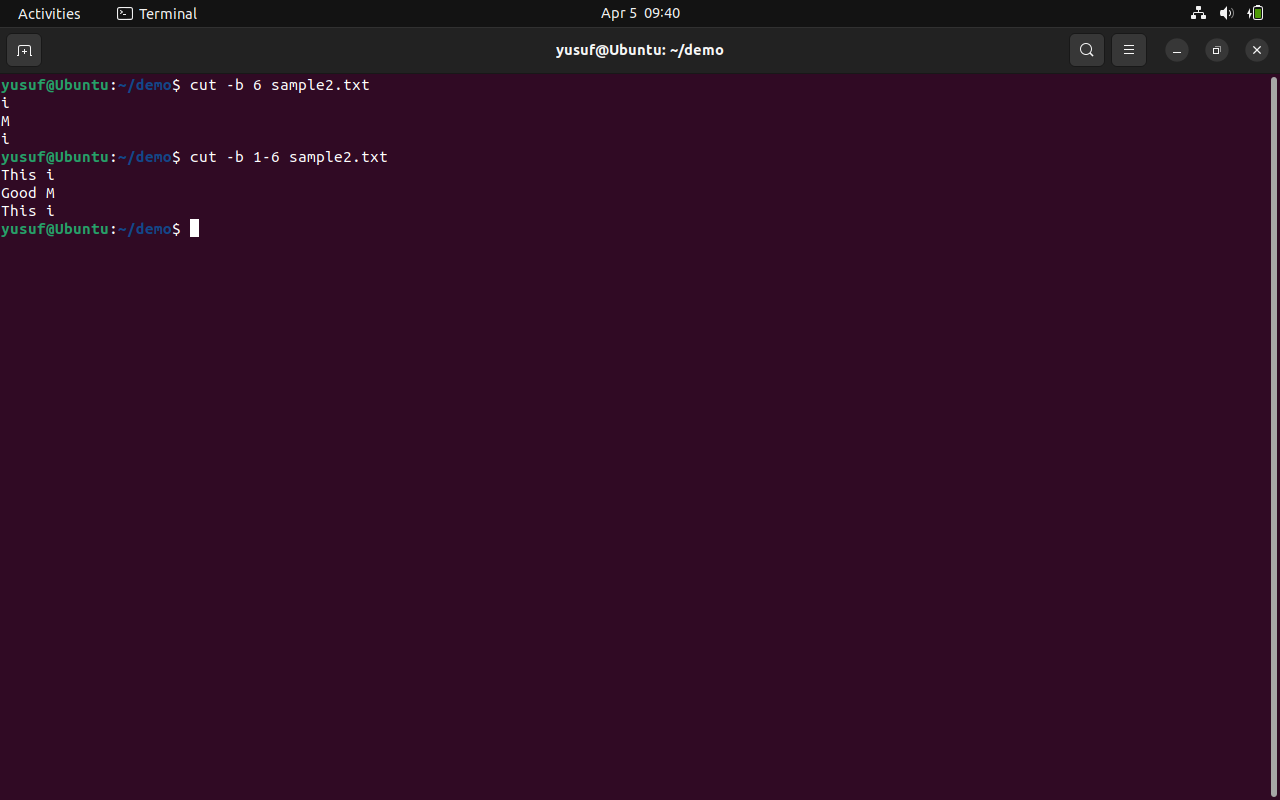 Activities Terminal Apr 5 09:40
yusuf@Ubuntu: ~/demo
yusuf@Ubuntu:~/demo$ cut -b 6 sample2.txt
i
M
i
yusuf@Ubuntu:~/demo$ cut -b 1-6 sample2.txt
This i
Good M
This i
yusuf@Ubuntu:~/demo$